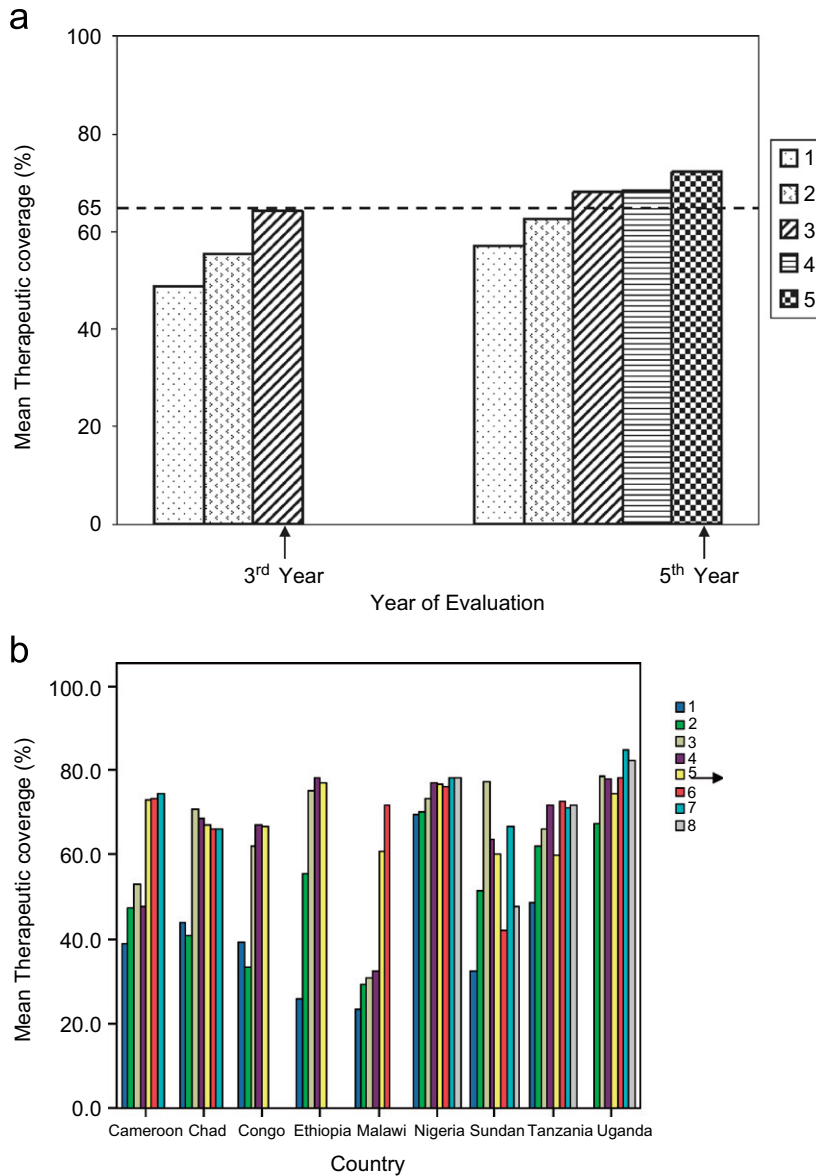 a
100
80
65
60
40
20
0
Mean Therapeutic coverage (%)
1
2
3
4
5
3rd Year
5th Year
Year of Evaluation
b
100.0
80.0
60.0
40.0
20.0
0.0
Mean Therapeutic coverage (%)
1
2
3
4
5
6
7
8
Cameroon Chad Congo Ethiopia Malawi Nigeria Sundan Tanzania Uganda
Country